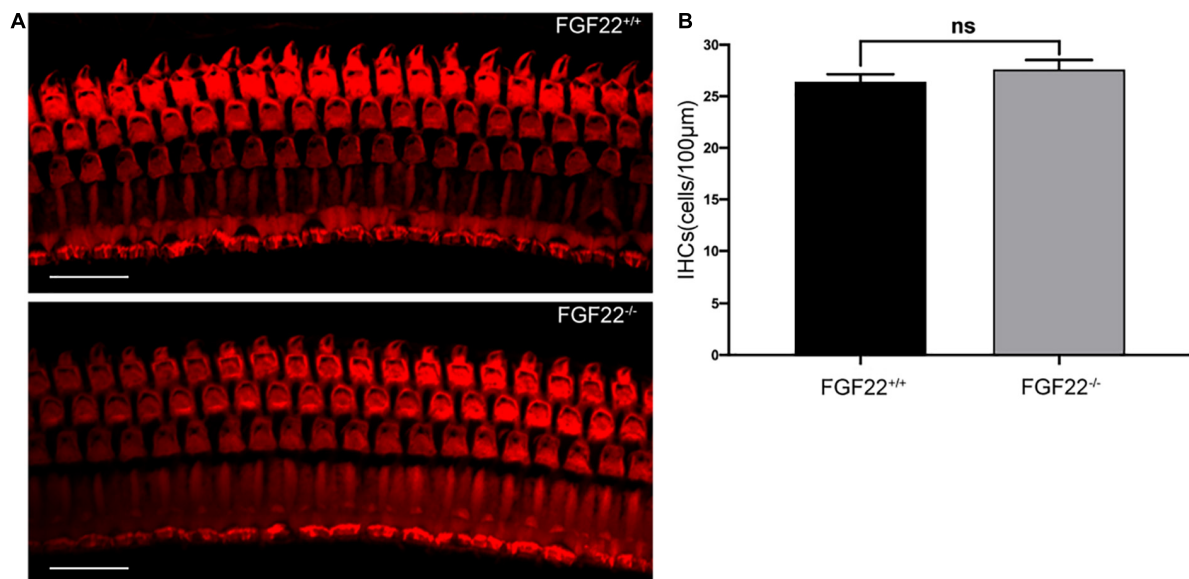 A
FGF22+/+
FGF22-/-
B
ns
IHCs(cells/100μm)
30
25
20
15
10
5
0
FGF22+/+
FGF22-/-